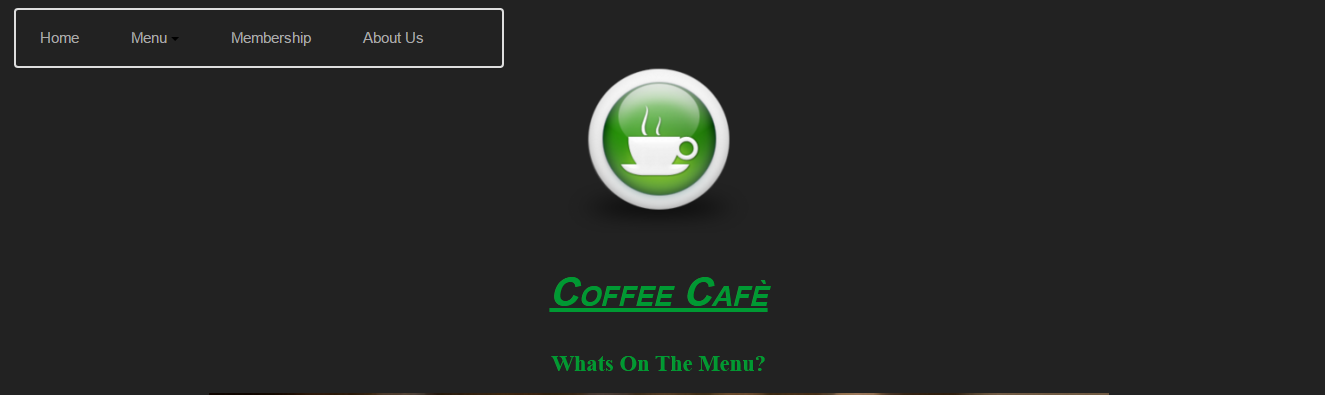 Home Menu Membership About Us
Coffee Cafè
Whats On The Menu?